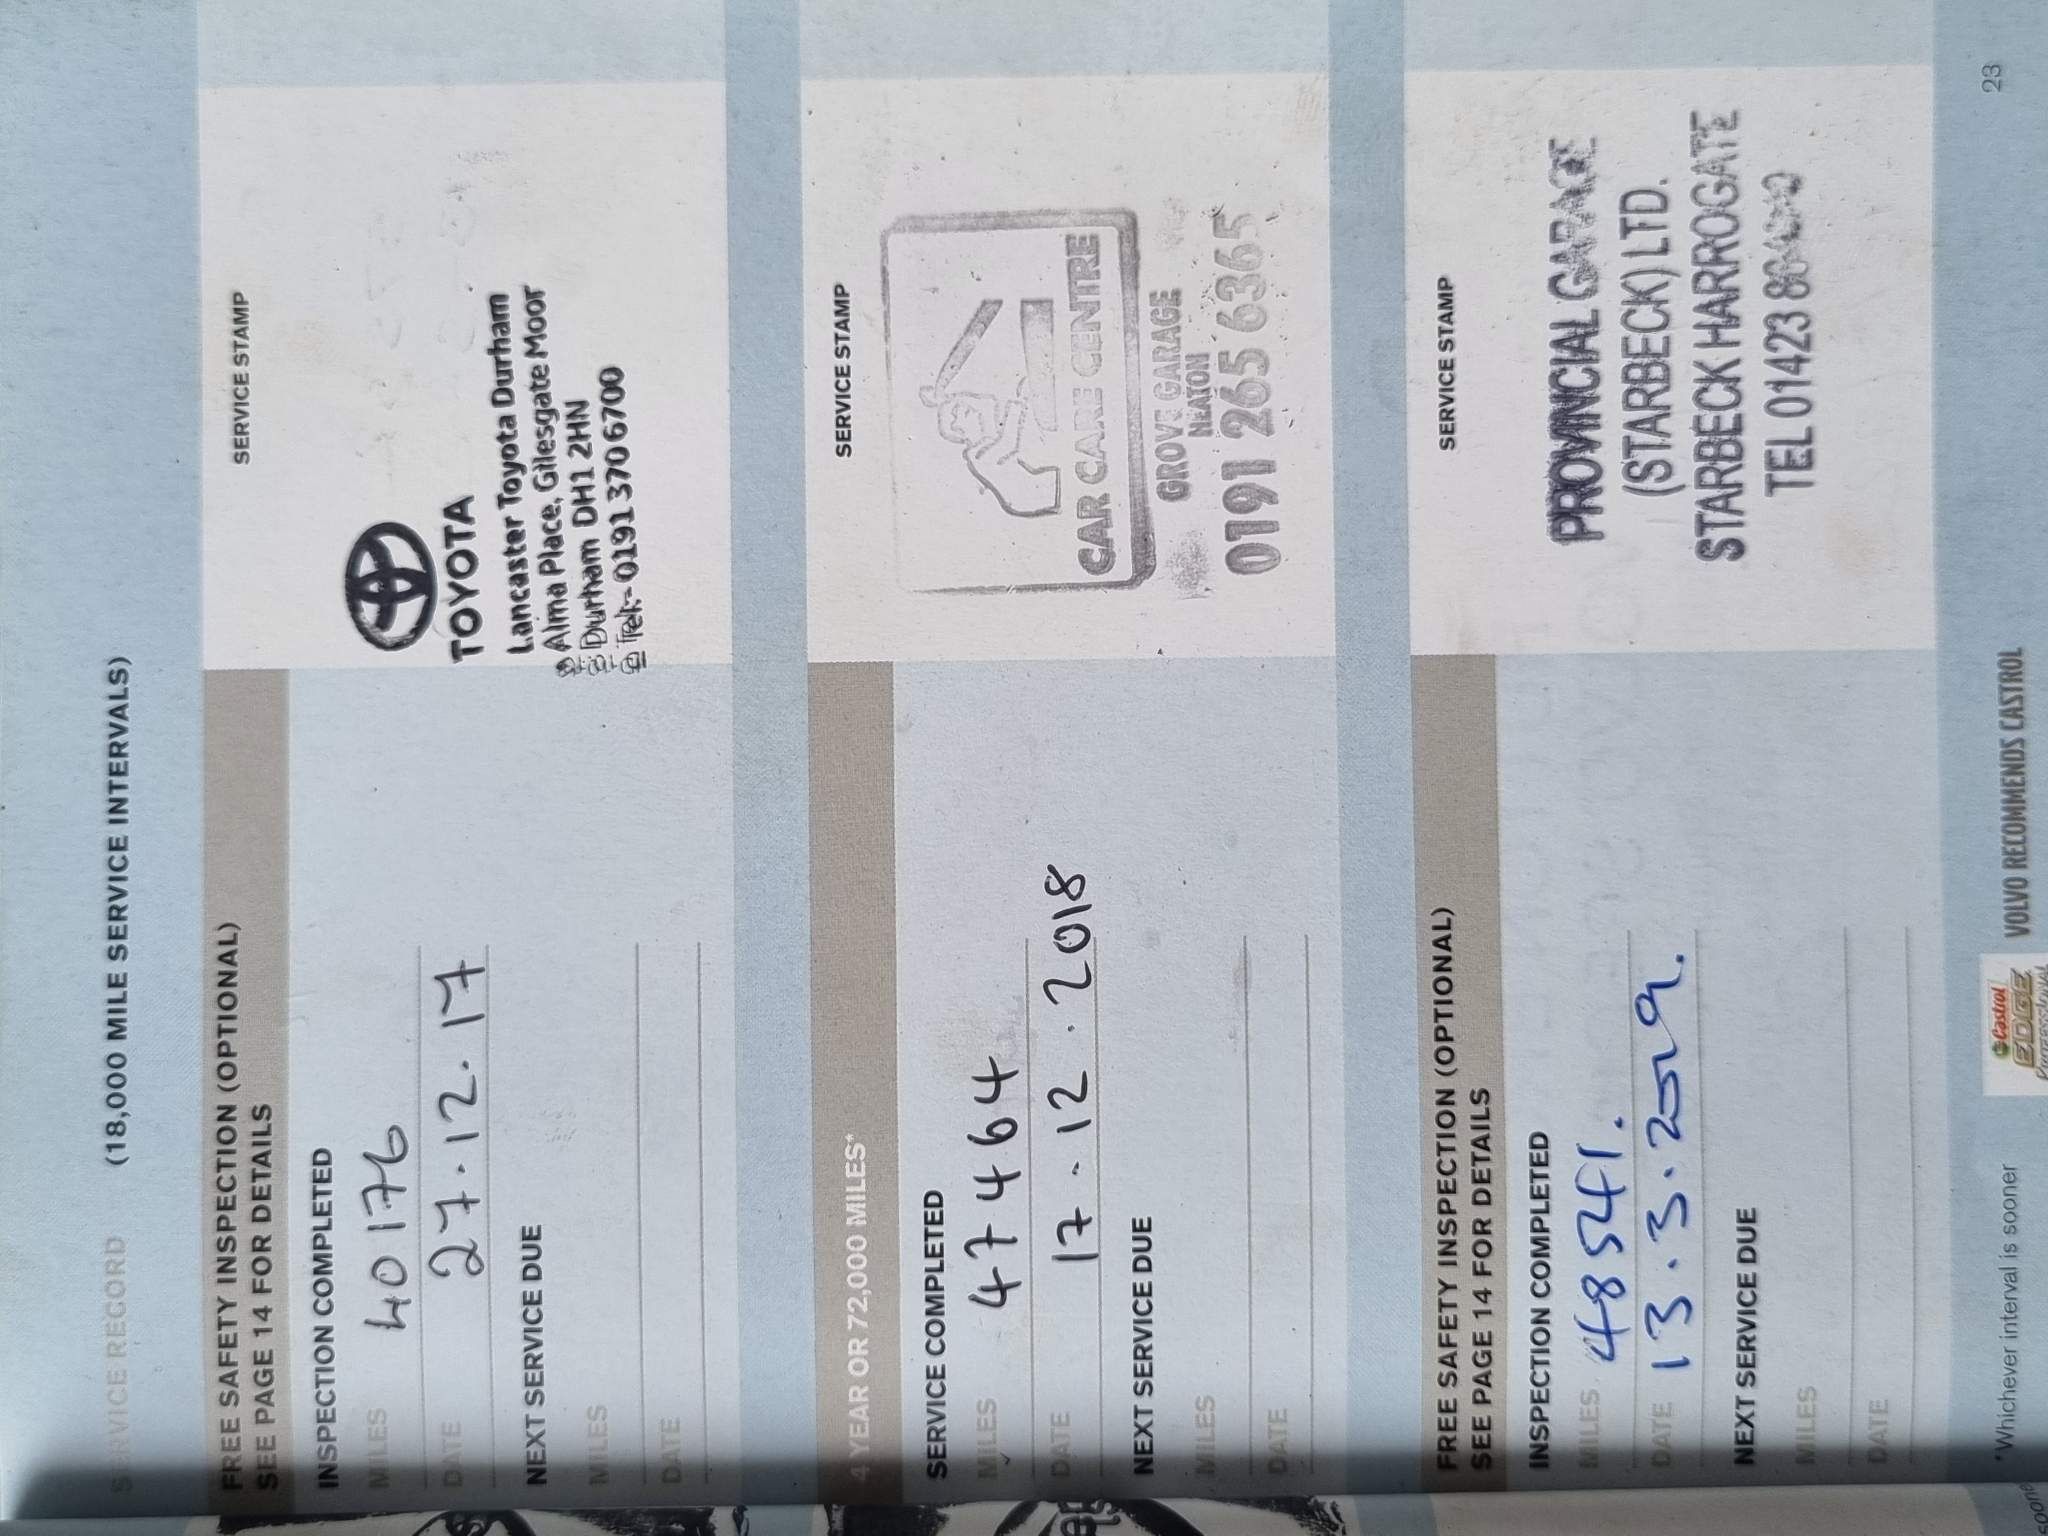 SERVICE RECORD (18,000 MILE SERVICE INTERVALS)
FREE SAFETY INSPECTION (OPTIONAL)
SEE PAGE 14 FOR DETAILS
INSPECTION COMPLETED
MILES 40176
DATE 27.12.17
NEXT SERVICE DUE
MILES
DATE
SERVICE STAMP
TOYOTA
Lancaster Toyota Durham
Alma Place, Gilesgate Moor
Durham DH1 2HN
Tel:- 0191 370 6700
4 YEAR OR 72,000 MILES*
SERVICE COMPLETED
MILES 47464
DATE 17.12.2018
NEXT SERVICE DUE
MILES
DATE
SERVICE STAMP
CAR CARE CENTRE
GROVE GARAGE
HEATON
0191 265 6365
FREE SAFETY INSPECTION (OPTIONAL)
SEE PAGE 14 FOR DETAILS
INSPECTION COMPLETED
MILES 48541.
DATE 13.3.2019.
NEXT SERVICE DUE
MILES
DATE
SERVICE STAMP
PROVINCIAL GARAGE
(STARBECK) LTD.
STARBECK HARROGATE
TEL 01423
*Whichever interval is sooner
Castrol
EDGE
Professional
VOLVO RECOMMENDS CASTROL
23